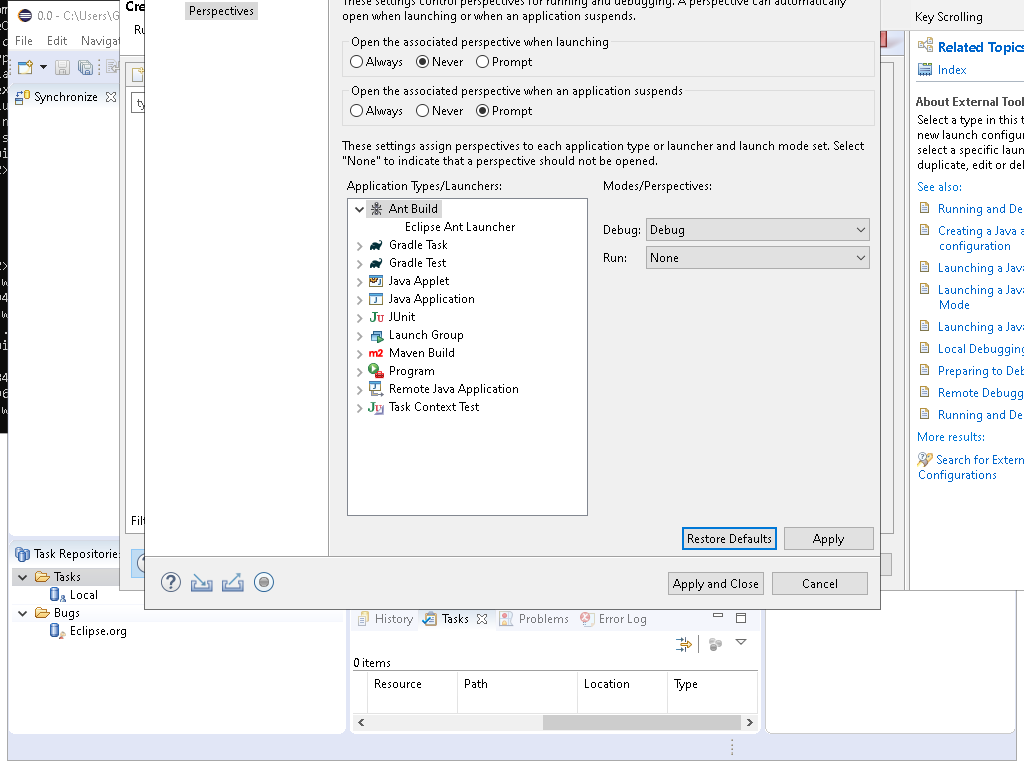 0.0 - C:\Users\G
File Edit Navigat
Synchronize
Cre
Ru
ty
Filt
Perspectives
These settings control perspectives for running and debugging. A perspective can automatically
open when launching or when an application suspends.
Open the associated perspective when launching
Always Never Prompt
Open the associated perspective when an application suspends
Always Never Prompt
These settings assign perspectives to each application type or launcher and launch mode set. Select
"None" to indicate that a perspective should not be opened.
Application Types/Launchers:
Modes/Perspectives:
Ant Build
Eclipse Ant Launcher
Gradle Task
Gradle Test
Java Applet
Java Application
JUnit
Launch Group
Maven Build
Program
Remote Java Application
Task Context Test
Debug: Debug
Run: None
Restore Defaults Apply
Apply and Close Cancel
Key Scrolling
Related Topics
Index
About External Tool
Select a type in this t
new launch configur
select a specific laun
duplicate, edit or del
See also:
Running and De
Creating a Java a
configuration
Launching a Java
Launching a Java
Mode
Launching a Java
Local Debugging
Preparing to Deb
Remote Debugg
Running and De
More results:
Search for Extern
Configurations
Task Repositorie
Tasks
Local
Bugs
Eclipse.org
History Tasks Problems Error Log
0 items
Resource Path Location Type